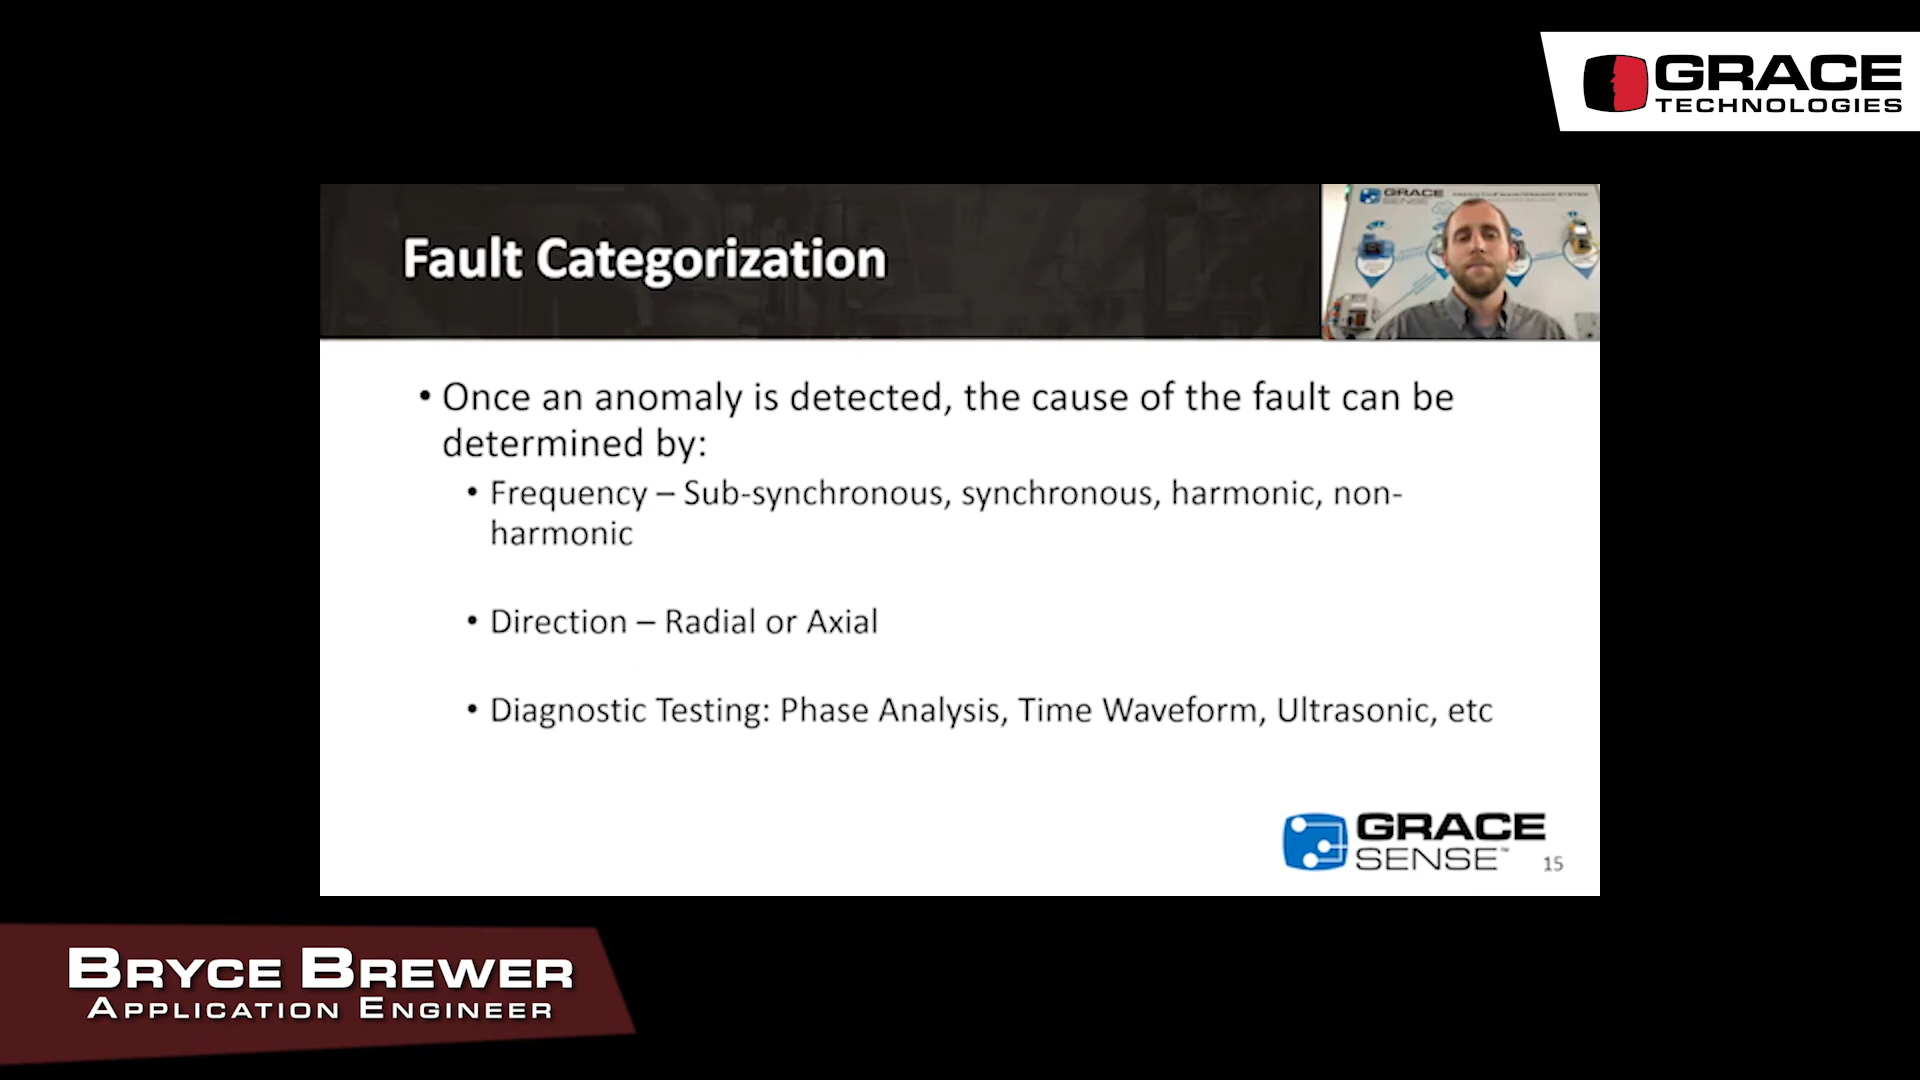 GRACE
TECHNOLOGIES
Fault Categorization
GRACE
SENSE
• Once an anomaly is detected, the cause of the fault can be
determined by:
• Frequency – Sub-synchronous, synchronous, harmonic, non-
harmonic
• Direction – Radial or Axial
• Diagnostic Testing: Phase Analysis, Time Waveform, Ultrasonic, etc
GRACE
SENSE™
15
BRYCE BREWER
APPLICATION ENGINEER